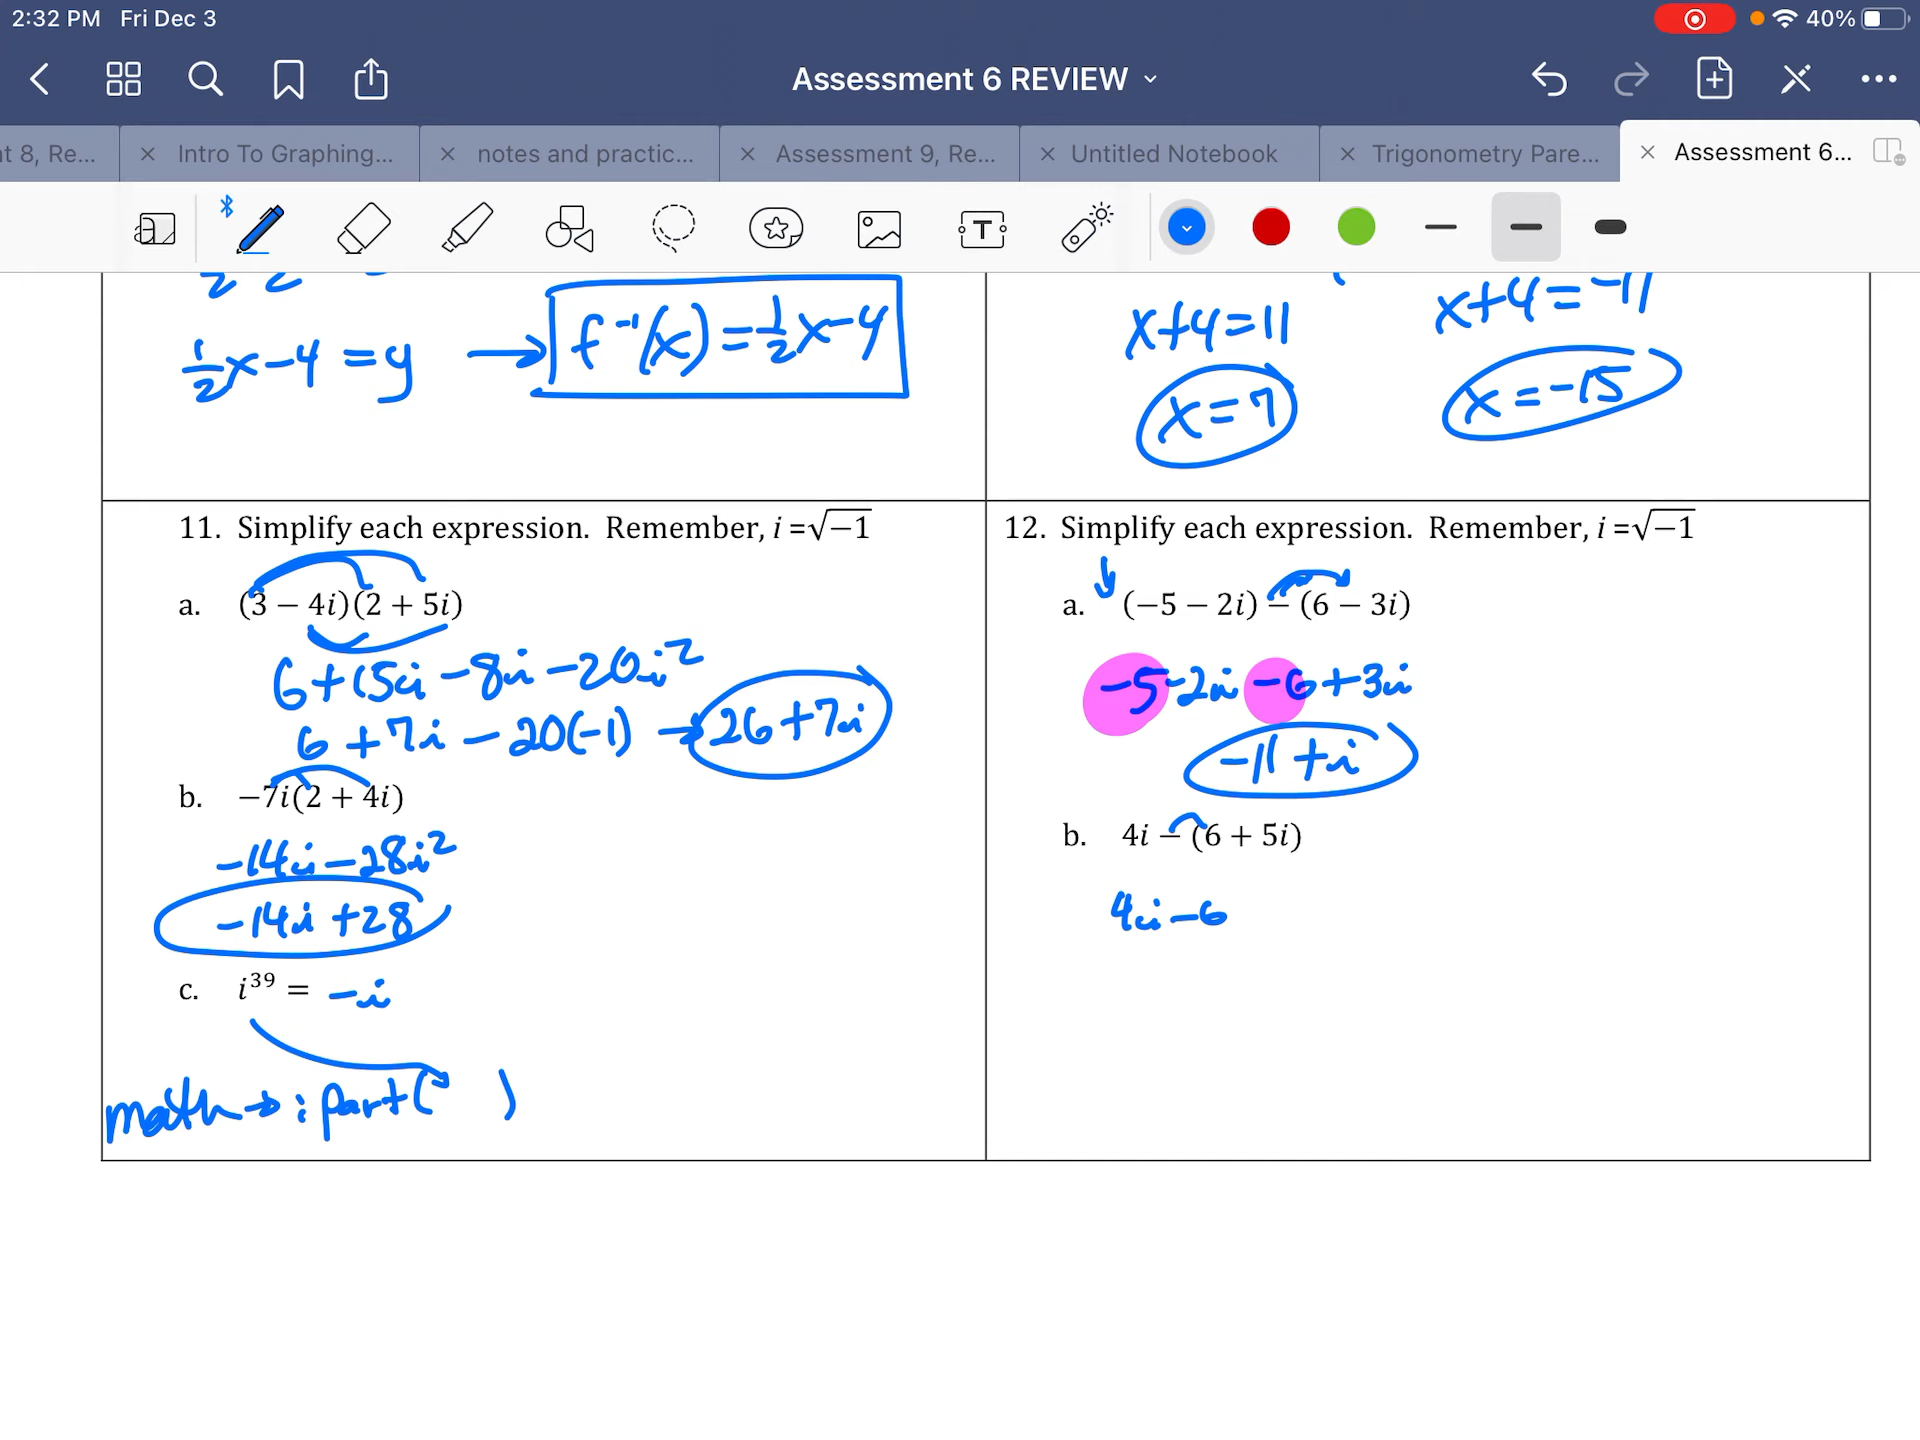 2:32 PM Fri Dec 3
40%
Assessment 6 REVIEW
t 8, Re...
Intro To Graphing...
notes and practic...
Assessment 9, Re...
Untitled Notebook
Trigonometry Pare...
Assessment 6...
½x-4 = y → f⁻¹(x) = ½x-4
x+4=11
x+4=-11
x=7
x=-15
11. Simplify each expression. Remember, i =√−1
a. (3 − 4i)(2 + 5i)
6+15i-8i-20i²
6+7i-20(-1) → 26+7i
b. −7i(2 + 4i)
-14i-28i²
-14i+28
c. i³⁹ = -i
math → : part( )
12. Simplify each expression. Remember, i =√−1
a. (−5 − 2i) − (6 − 3i)
-5-2i-6+3i
-11+i
b. 4i − (6 + 5i)
4i-6